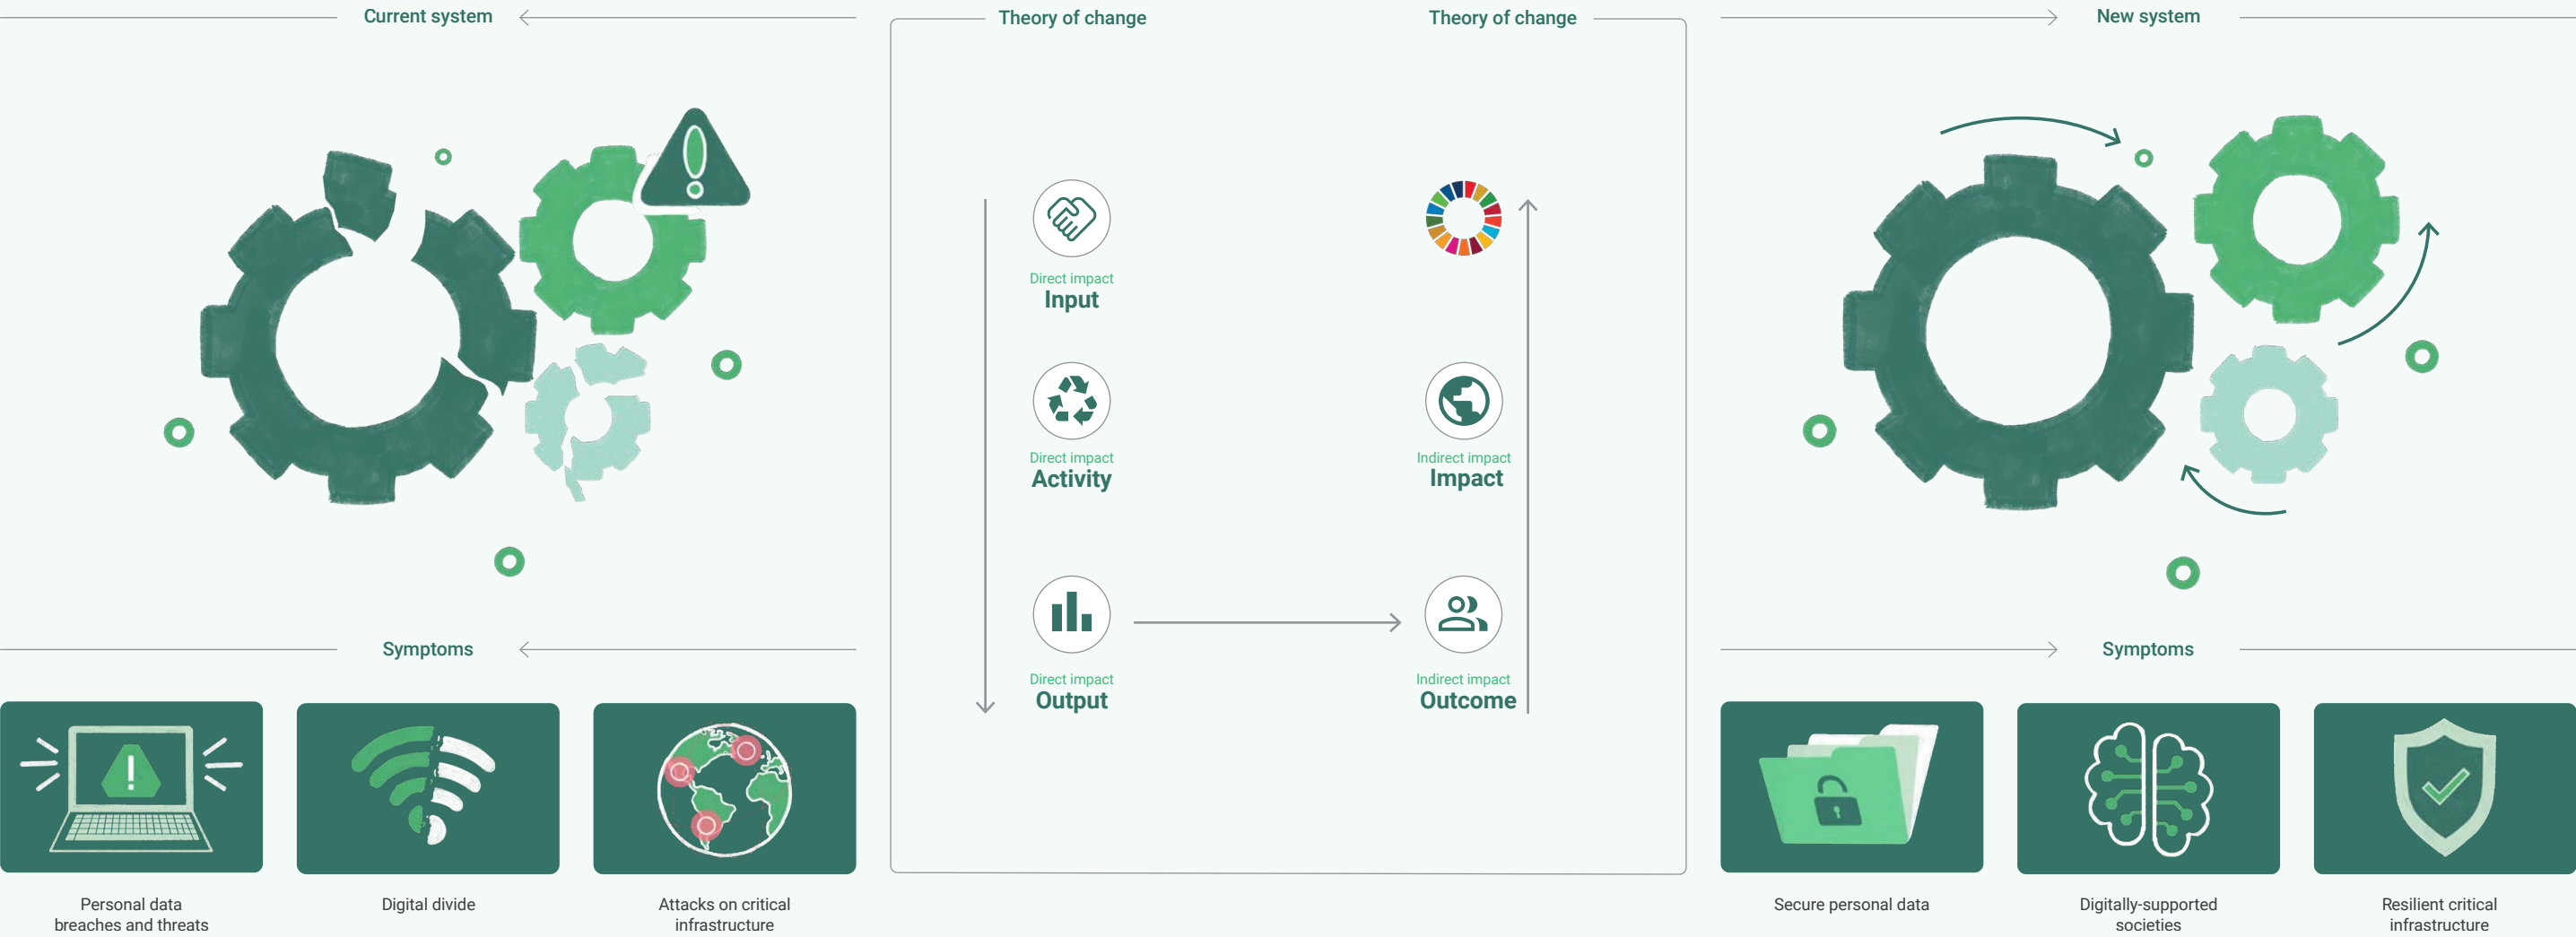 Current system
Theory of change
Theory of change
New system
Direct impact
Input
Direct impact
Activity
Indirect impact
Impact
Direct impact
Output
Indirect impact
Outcome
Symptoms
Symptoms
Personal data
breaches and threats
Digital divide
Attacks on critical
infrastructure
Secure personal data
Digitally-supported
societies
Resilient critical
infrastructure